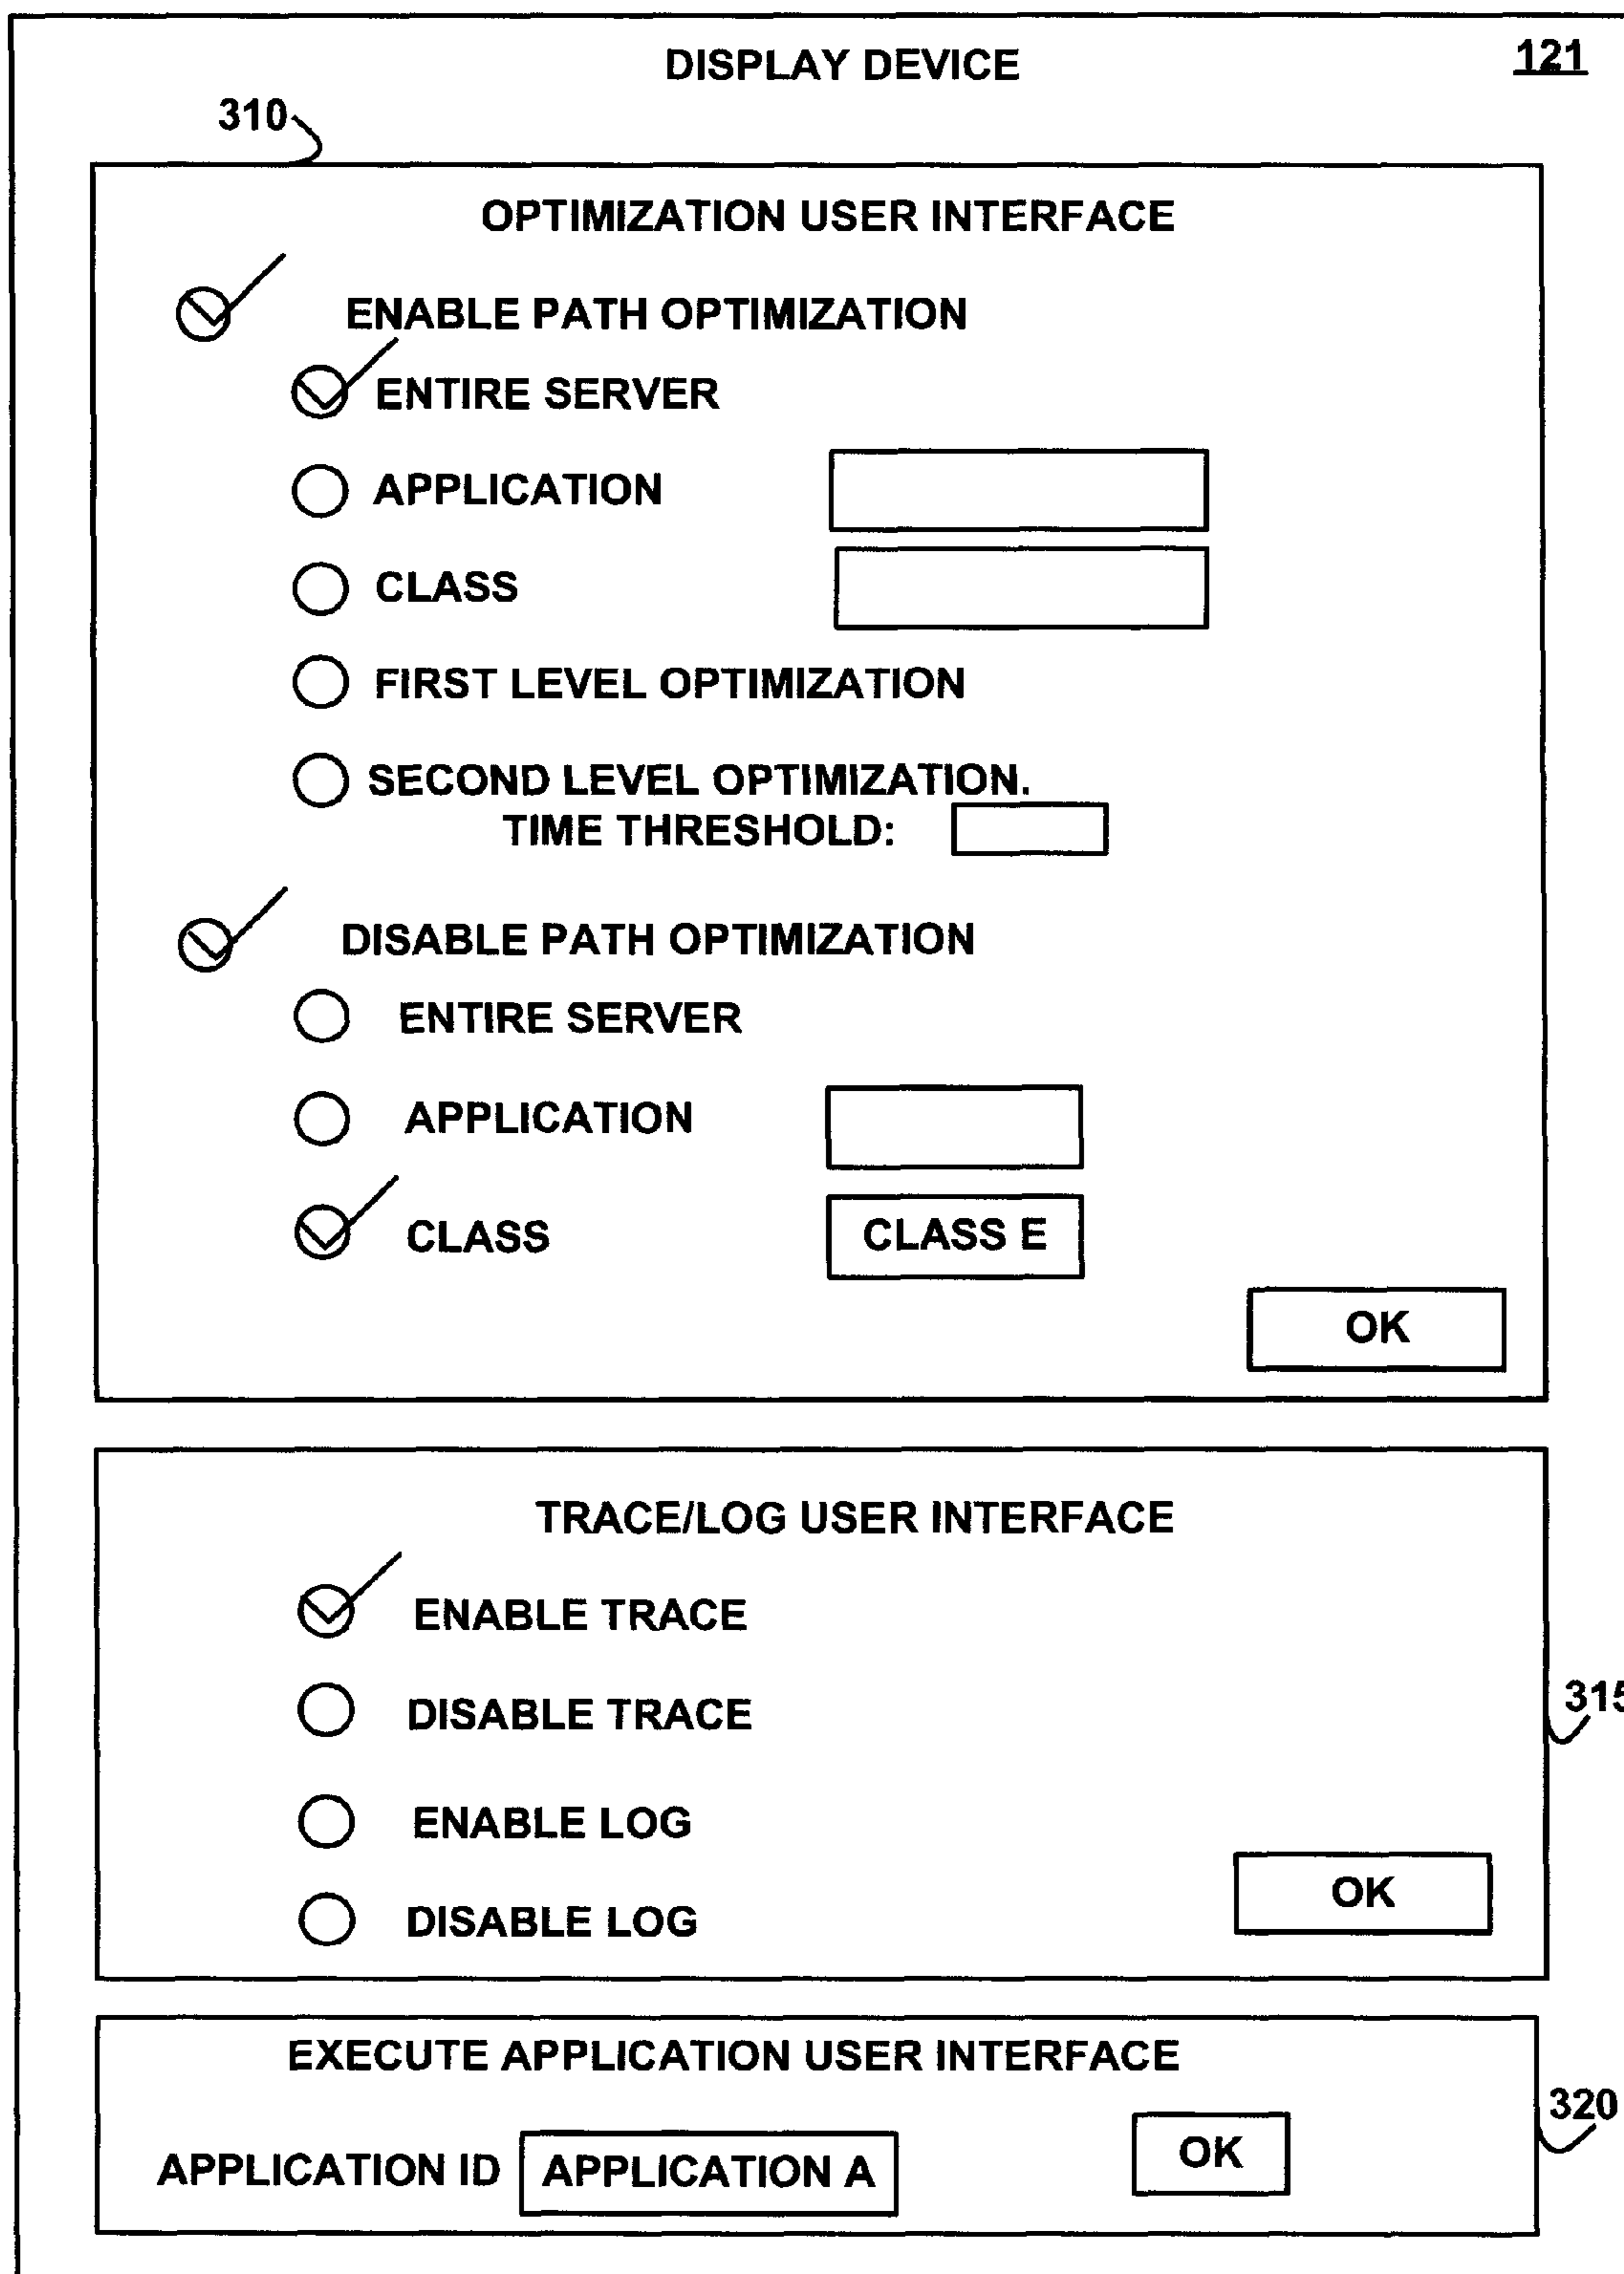 DISPLAY DEVICE 121
310
OPTIMIZATION USER INTERFACE
ENABLE PATH OPTIMIZATION
ENTIRE SERVER
APPLICATION
CLASS
FIRST LEVEL OPTIMIZATION
SECOND LEVEL OPTIMIZATION.
TIME THRESHOLD:
DISABLE PATH OPTIMIZATION
ENTIRE SERVER
APPLICATION
CLASS CLASS E
OK
TRACE/LOG USER INTERFACE
ENABLE TRACE
315
DISABLE TRACE
ENABLE LOG
OK
DISABLE LOG
EXECUTE APPLICATION USER INTERFACE
320
APPLICATION ID APPLICATION A OK